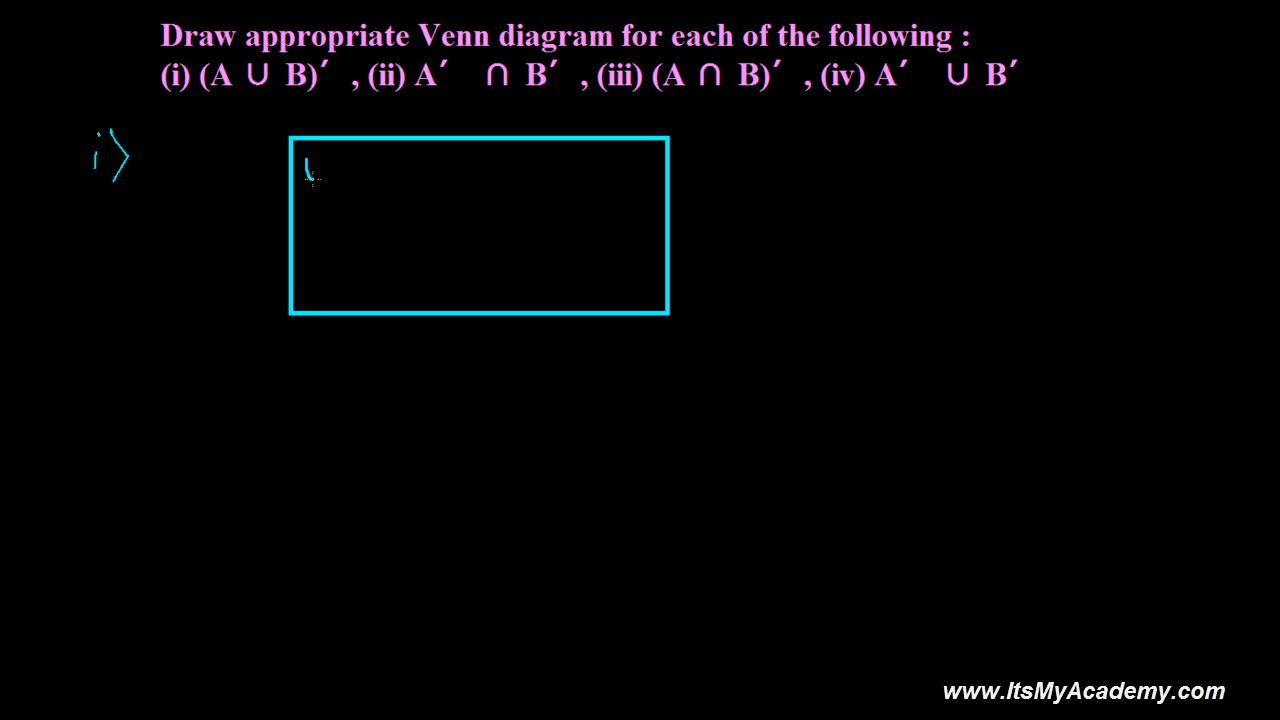 Draw appropriate Venn diagram for each of the following :
(i) (A ∪ B)′ , (ii) A′ ∩ B′ , (iii) (A ∩ B)′ , (iv) A′ ∪ B′
i)
www.ItsMyAcademy.com